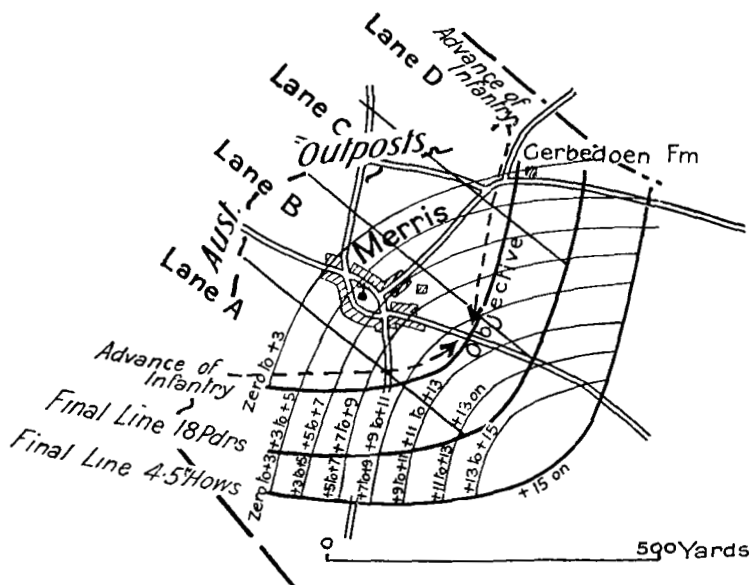 Lane D
Advance of
Infantry
Lane C
Outposts
Gerbedoen Fm
Lane B
Merris
Aust.
Lane A
Objective
Advance of
Infantry
Final Line 18Pdrs
Final Line 4.5"Hows
Zero to +3
+3 to +5
+5 to +7
+7 to +9
+9 to +11
+11 to +13
+13 on
Zero to +3
+3 to +5
+5 to +7
+7 to +9
+9 to +11
+11 to +13
+13 to +15
+15 on
0
500 Yards